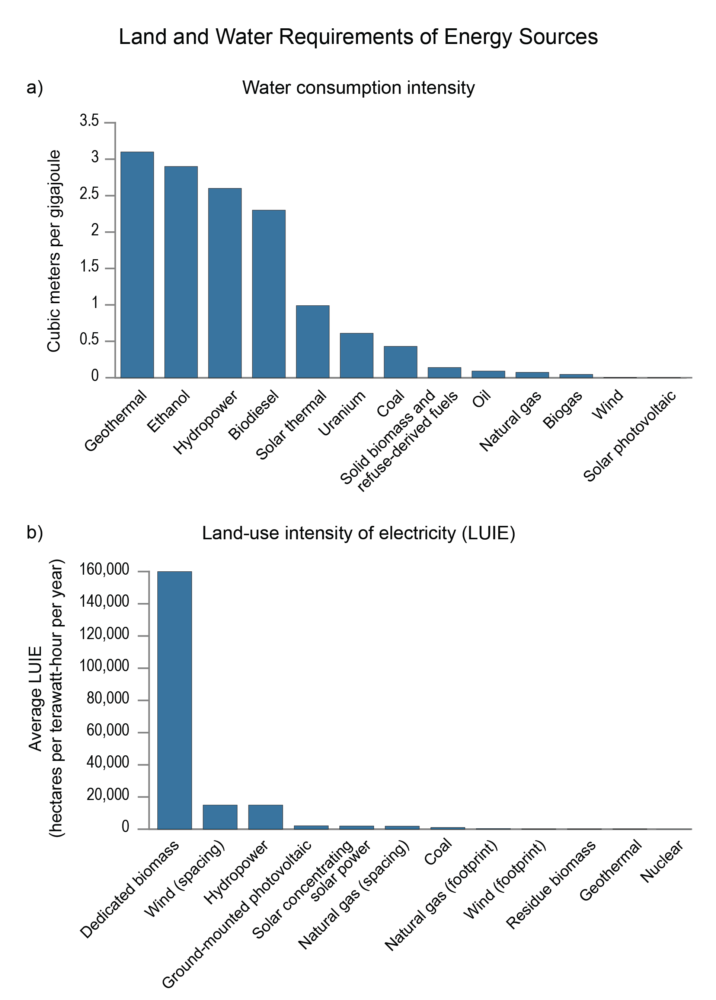 Land and Water Requirements of Energy Sources
a)
Water consumption intensity
Cubic meters per gigajoule
3.5
3
2.5
2
1.5
1
0.5
0
Geothermal
Ethanol
Hydropower
Biodiesel
Solar thermal
Uranium
Coal
Solid biomass and
refuse-derived fuels
Oil
Natural gas
Biogas
Wind
Solar photovoltaic
b)
Land-use intensity of electricity (LUIE)
Average LUIE
(hectares per terawatt-hour per year)
160,000
140,000
120,000
100,000
80,000
60,000
40,000
20,000
0
Dedicated biomass
Wind (spacing)
Hydropower
Ground-mounted photovoltaic
Solar concentrating
solar power
Natural gas (spacing)
Coal
Natural gas (footprint)
Wind (footprint)
Residue biomass
Geothermal
Nuclear